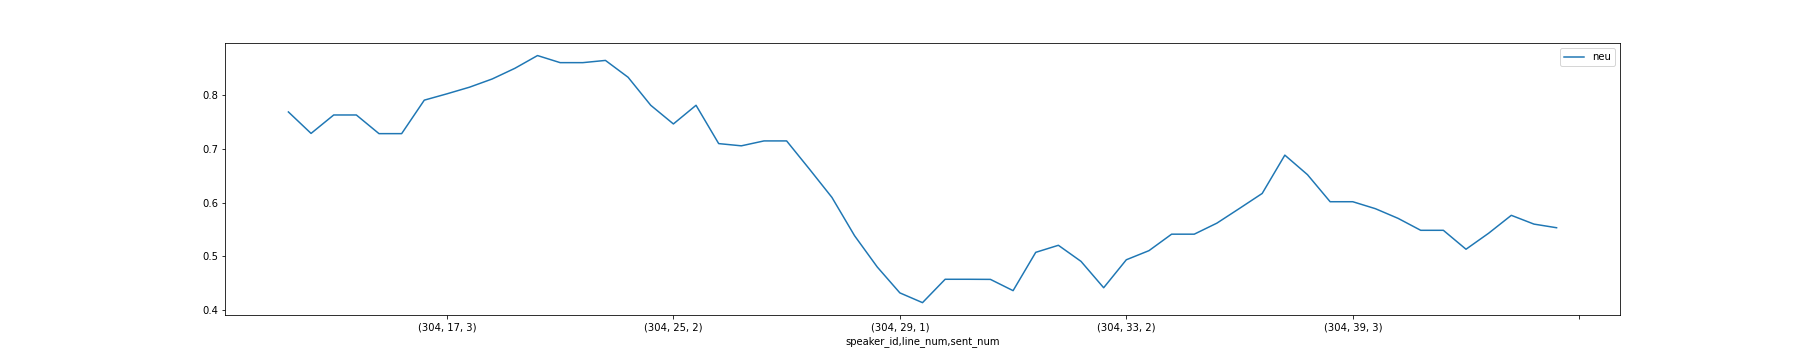 neu
0.8
0.7
0.6
0.5
0.4
(304, 17, 3) (304, 25, 2) (304, 29, 1) (304, 33, 2) (304, 39, 3)
speaker_id,line_num,sent_num